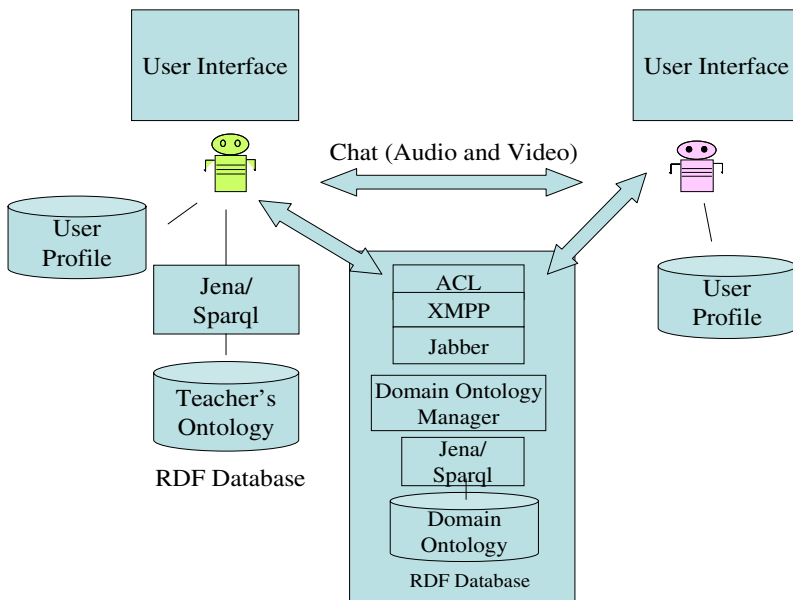 User Interface
User Interface
Chat (Audio and Video)
User
Profile
Jena/
Sparql
Teacher's
Ontology
RDF Database
ACL
XMPP
Jabber
Domain Ontology
Manager
Jena/
Sparql
Domain
Ontology
RDF Database
User
Profile